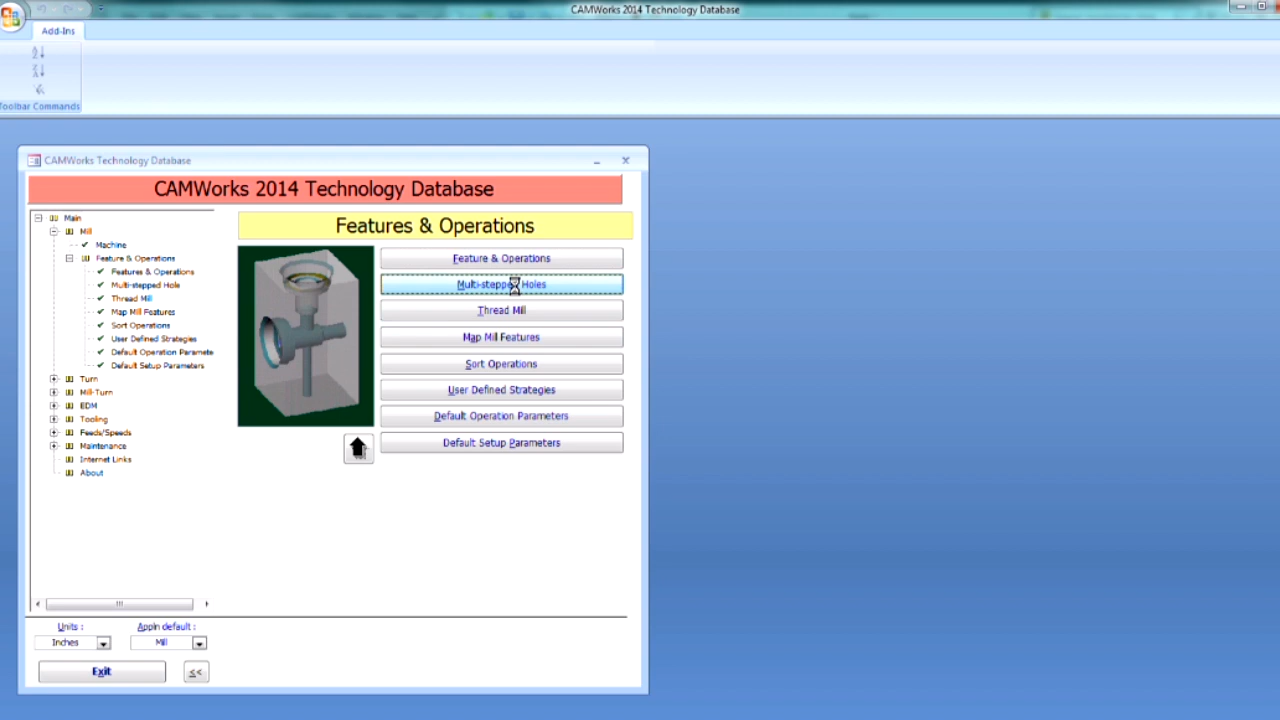 CAMWorks 2014 Technology Database
Add-Ins
Toolbar Commands
CAMWorks Technology Database
CAMWorks 2014 Technology Database
Main
Mill
Machine
Feature & Operations
Features & Operations
Multi-stepped Hole
Thread Mill
Map Mill Features
Sort Operations
User Defined Strategies
Default Operation Paramete
Default Setup Parameters
Turn
Mill-Turn
EDM
Tooling
Feeds/Speeds
Maintenance
Internet Links
About
Features & Operations
Feature & Operations
Multi-stepped Holes
Thread Mill
Map Mill Features
Sort Operations
User Defined Strategies
Default Operation Parameters
Default Setup Parameters
Units :
Appln default :
Inches
Mill
Exit
<<